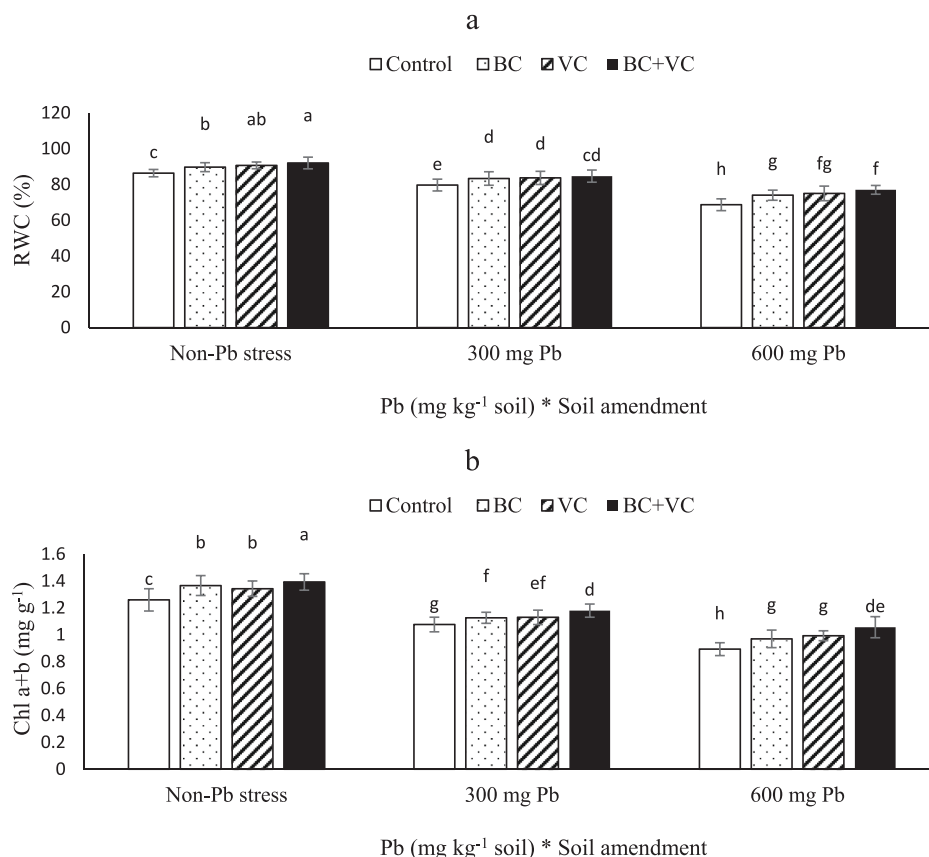 a
Control BC VC BC+VC
120
100
80
60
40
20
0
RWC (%)
c b ab a e d d cd h g fg f
Non-Pb stress 300 mg Pb 600 mg Pb
Pb (mg kg-1 soil) * Soil amendment
b
Control BC VC BC+VC
1.6
1.4
1.2
1
0.8
0.6
0.4
0.2
0
Chl a+b (mg g-1)
c b b a g f ef d h g g de
Non-Pb stress 300 mg Pb 600 mg Pb
Pb (mg kg-1 soil) * Soil amendment